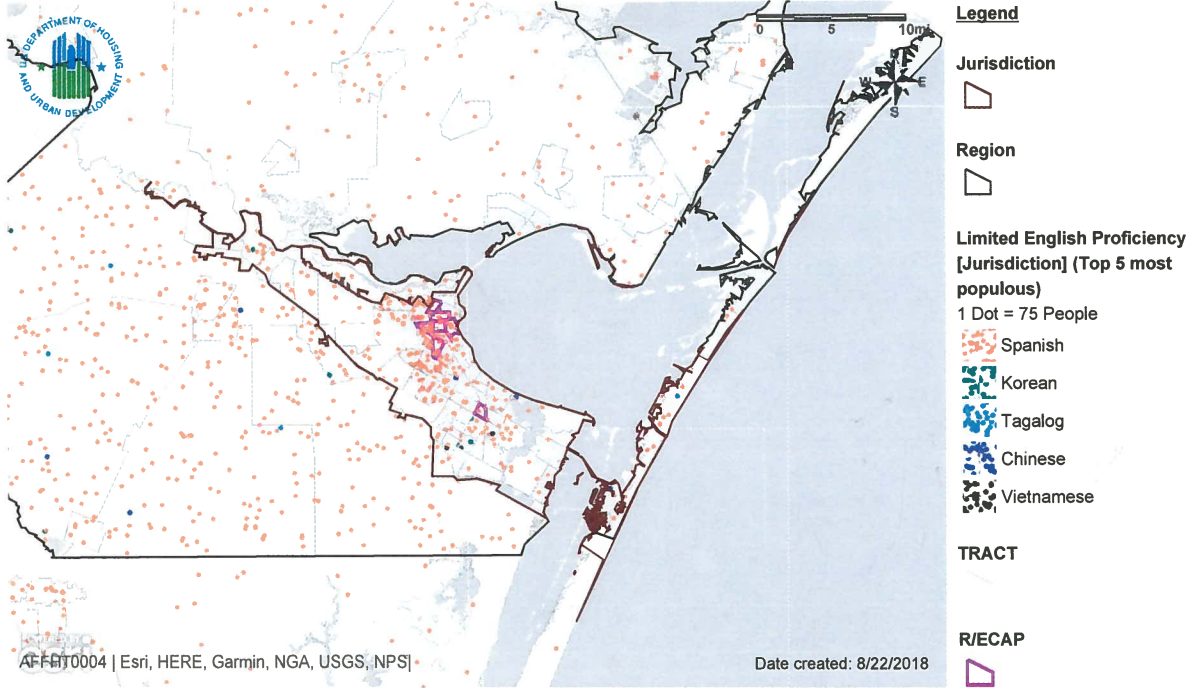 U.S. DEPARTMENT OF HOUSING
AND URBAN DEVELOPMENT
0 5 10mi
W E
S
Legend
Jurisdiction
Region
Limited English Proficiency
[Jurisdiction] (Top 5 most
populous)
1 Dot = 75 People
Spanish
Korean
Tagalog
Chinese
Vietnamese
TRACT
R/ECAP
AFFHT0004 | Esri, HERE, Garmin, NGA, USGS, NPS|
Date created: 8/22/2018